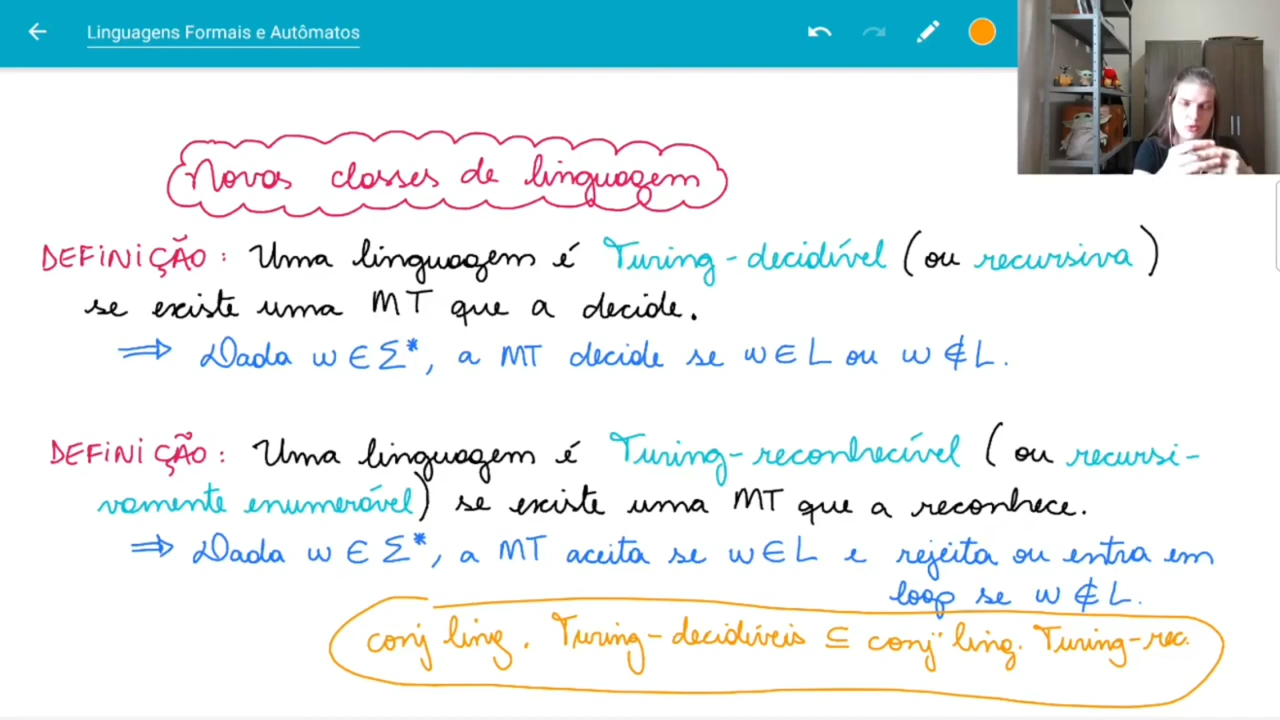 Linguagens Formais e Autômatos
Novas classes de linguagem
DEFINIÇÃO: Uma linguagem é Turing-decidível (ou recursiva)
se existe uma MT que a decide.
⇒ Dada w ∈ Σ*, a MT decide se w ∈ L ou w ∉ L.
DEFINIÇÃO: Uma linguagem é Turing-reconhecível (ou recursi-
vamente enumerável) se existe uma MT que a reconhece.
⇒ Dada w ∈ Σ*, a MT aceita se w ∈ L e rejeita ou entra em
loop se w ∉ L.
conj ling. Turing-decidíveis ⊆ conj ling. Turing-rec.